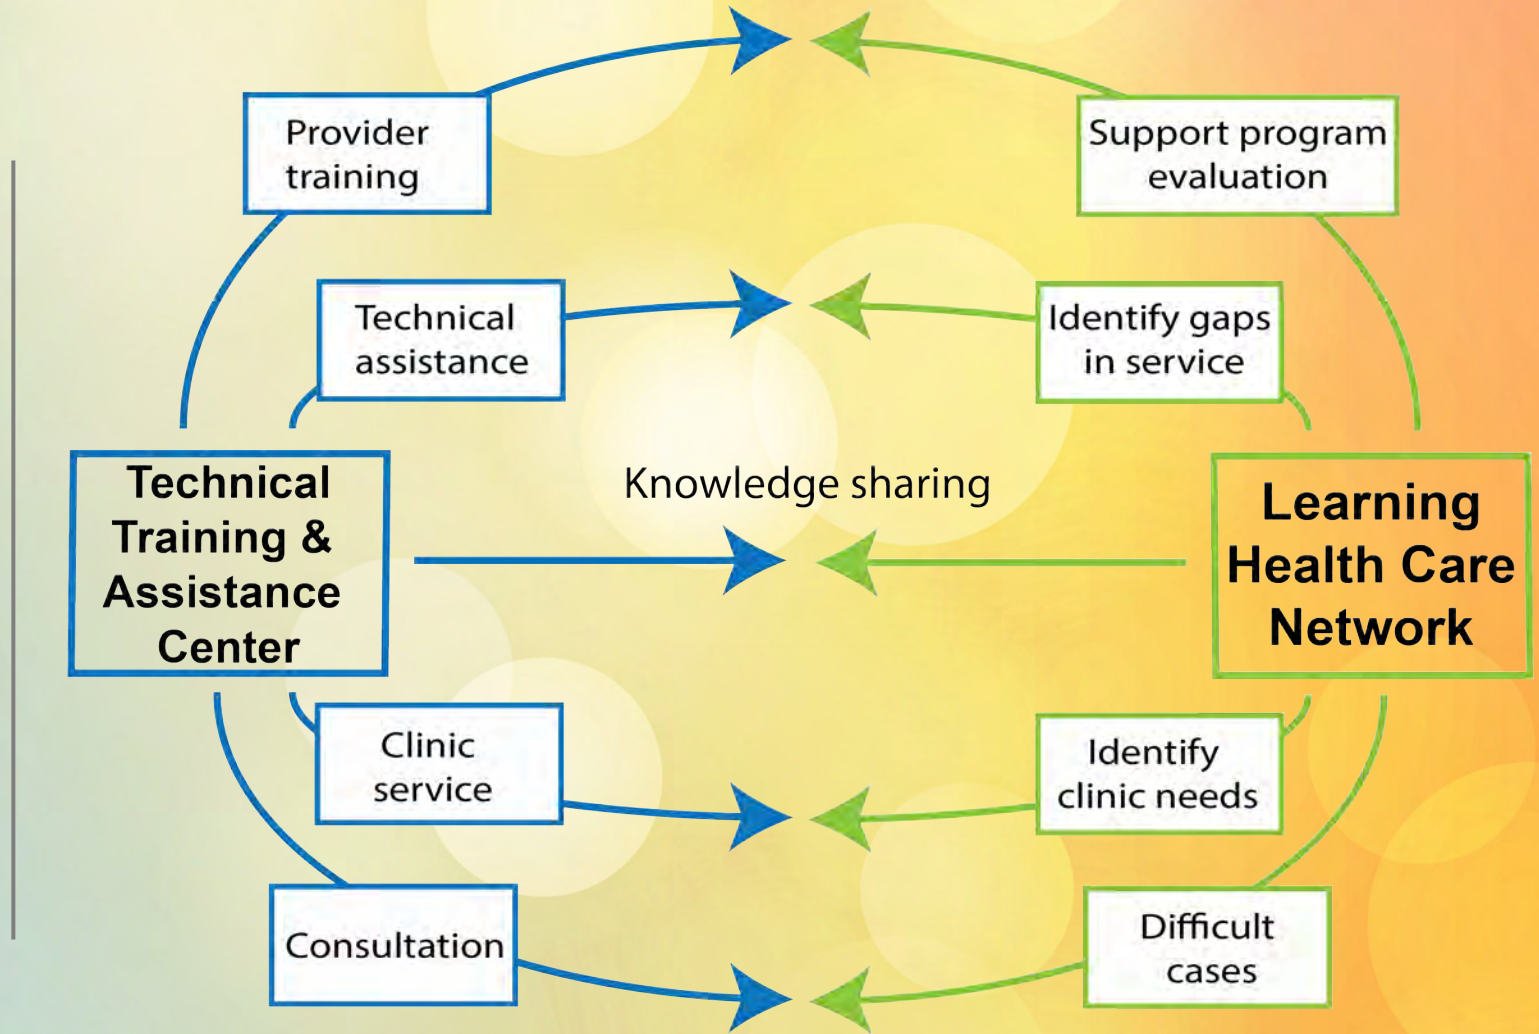 Provider
training
Support program
evaluation
Technical
assistance
Identify gaps
in service
Technical
Training &
Assistance
Center
Knowledge sharing
Learning
Health Care
Network
Clinic
service
Identify
clinic needs
Consultation
Difficult
cases